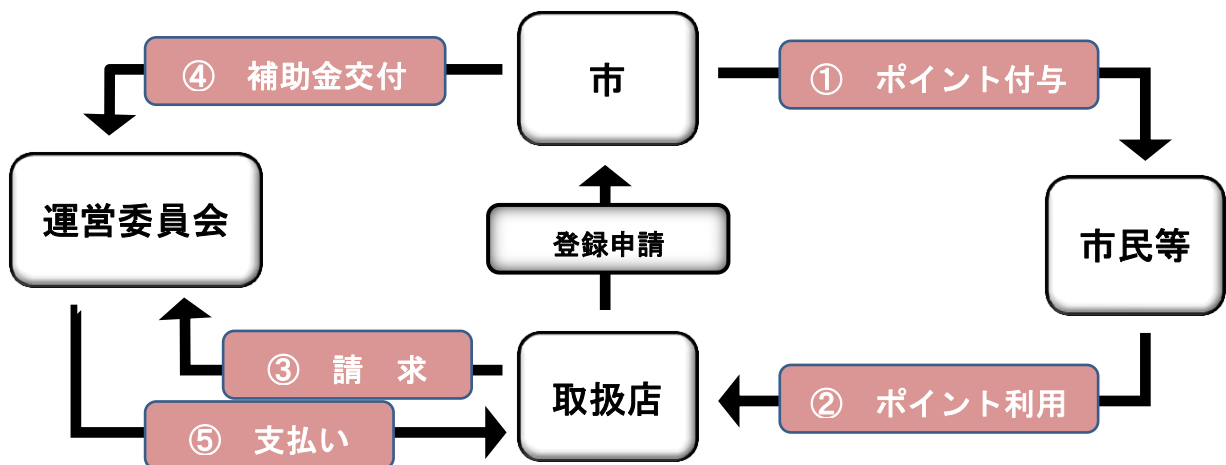 市
④ 補助金交付
① ポイント付与
運営委員会
登録申請
市民等
③ 請 求
取扱店
② ポイント利用
⑤ 支払い